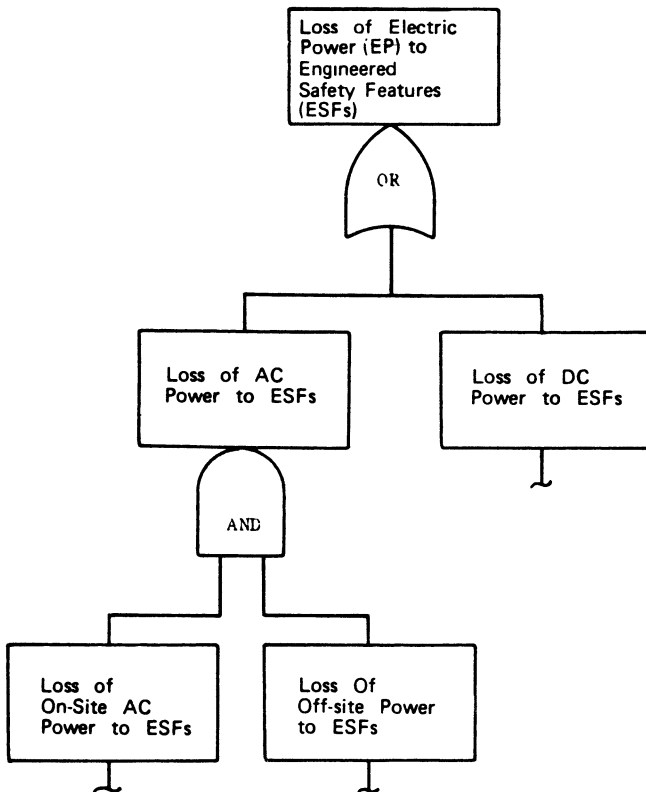 Loss of Electric
Power (EP) to
Engineered
Safety Features
(ESFs)
OR
Loss of AC
Power to ESFs
Loss of DC
Power to ESFs
AND
Loss of
On-Site AC
Power to ESFs
Loss Of
Off-site Power
to ESFs